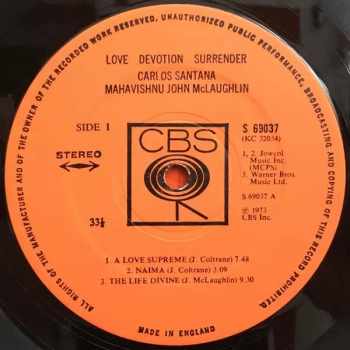 ALL RIGHTS OF THE MANUFACTURER AND OF THE OWNER OF THE RECORDED WORK RESERVED. UNAUTHORIZED PUBLIC PERFORMANCE, BROADCASTING AND COPYING OF THIS RECORD PROHIBITED.
LOVE DEVOTION SURRENDER
CARLOS SANTANA
MAHAVISHNU JOHN McLAUGHLIN
SIDE 1
CBS
S 69037
(KC 32034)
STEREO
1, 2. Jowcol
Music Inc.
(MCPS)
3. Warner Bros.
Music Ltd.
S 69037 A
33⅓
℗ 1973
CBS Inc.
1 A LOVE SUPREME (J. Coltrane) 7.48
2. NAIMA (J. Coltrane) 3.09
3 THE LIFE DIVINE (J. McLaughlin) 9.30
MADE IN ENGLAND